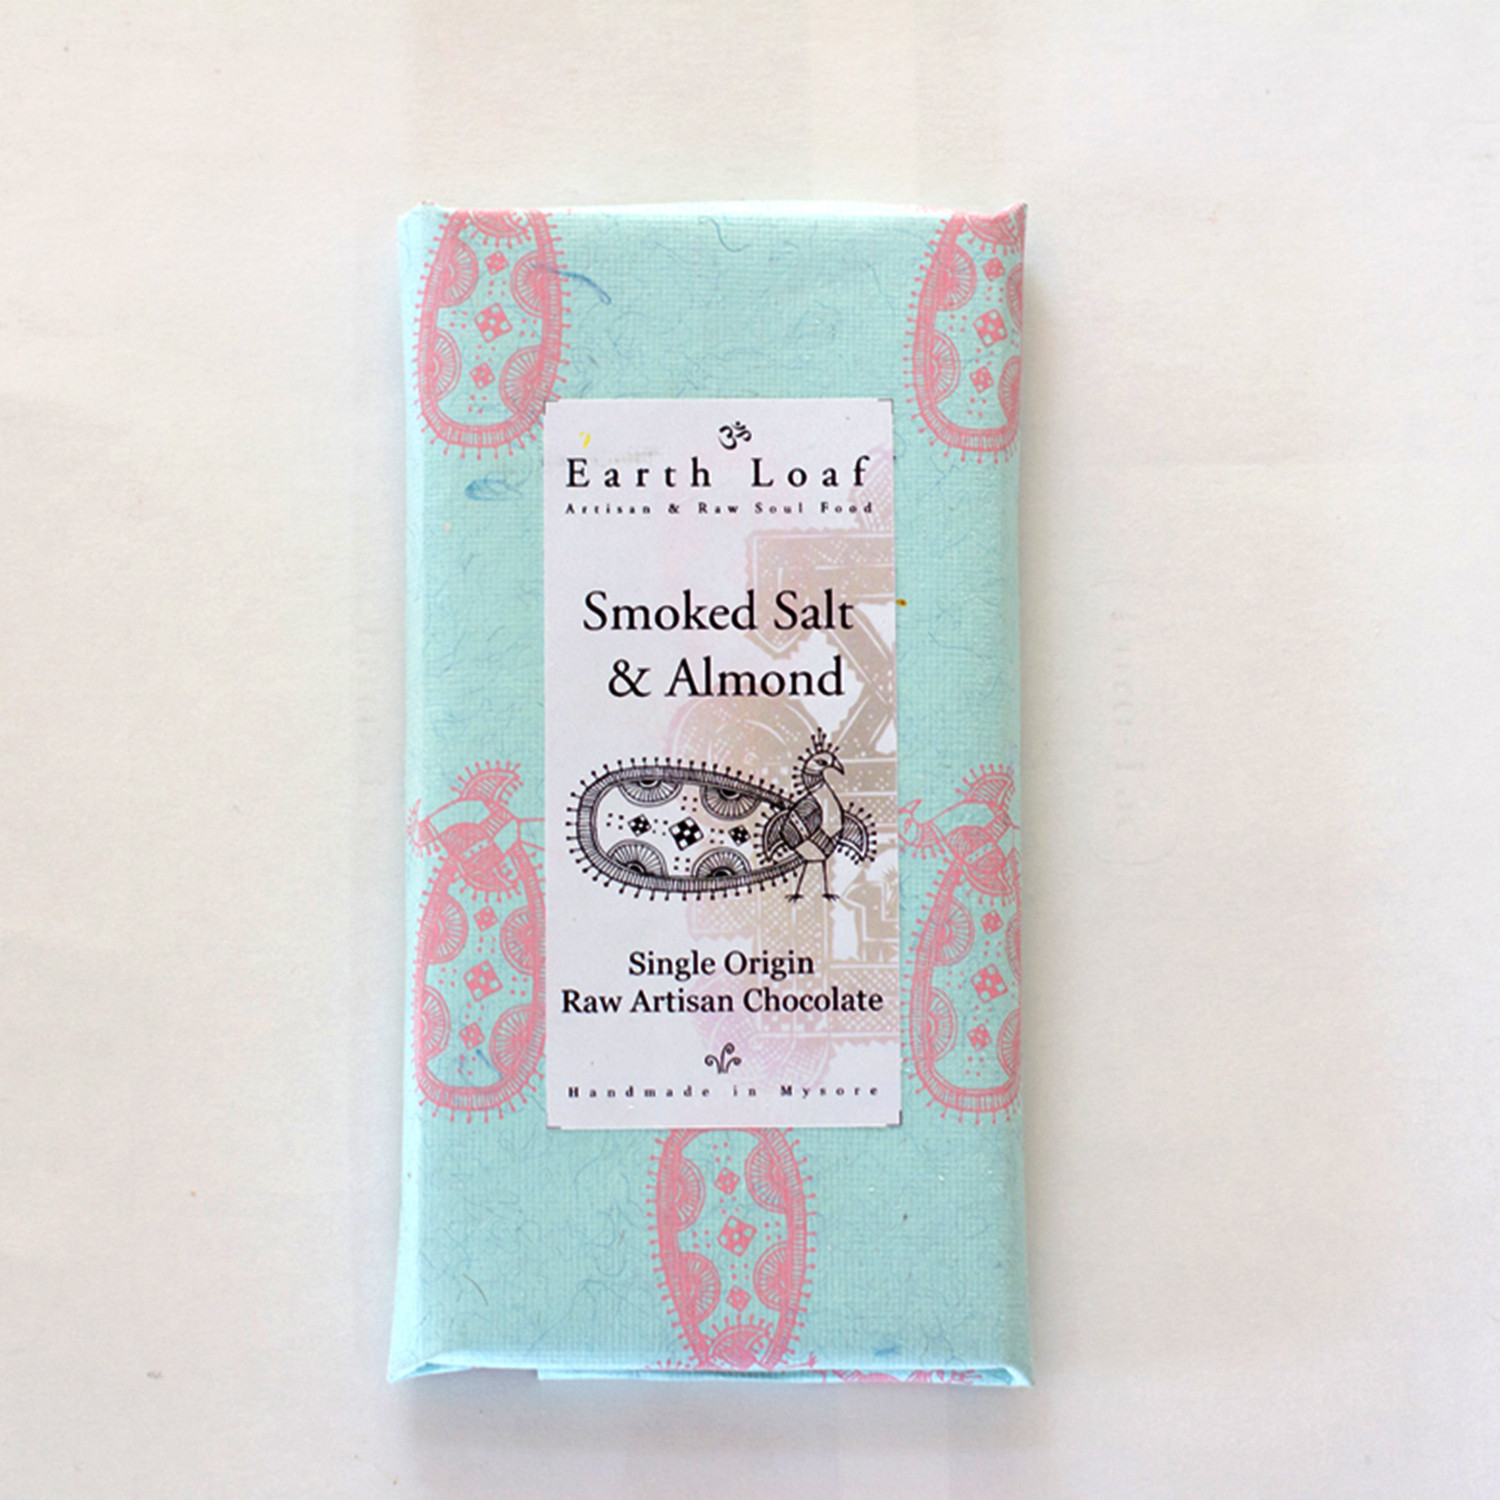 ॐ
Earth Loaf
Artisan & Raw Soul Food
Smoked Salt
& Almond
Single Origin
Raw Artisan Chocolate
Handmade in Mysore